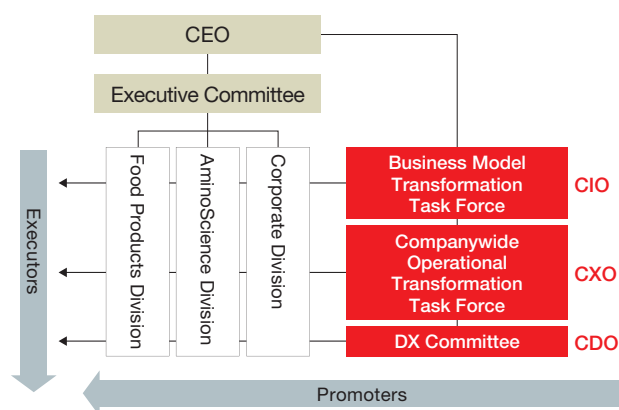 CEO
Executive Committee
Executors
Food Products Division
AminoScience Division
Corporate Division
Business Model
Transformation
Task Force
CIO
Companywide
Operational
Transformation
Task Force
CXO
DX Committee
CDO
Promoters